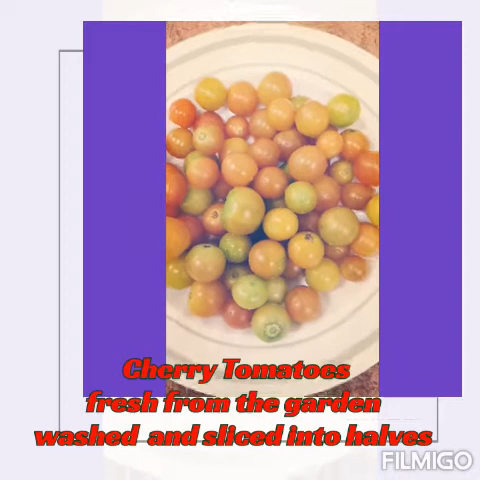 Cherry Tomatoes
fresh from the garden
washed and sliced into halves
FILMIGO